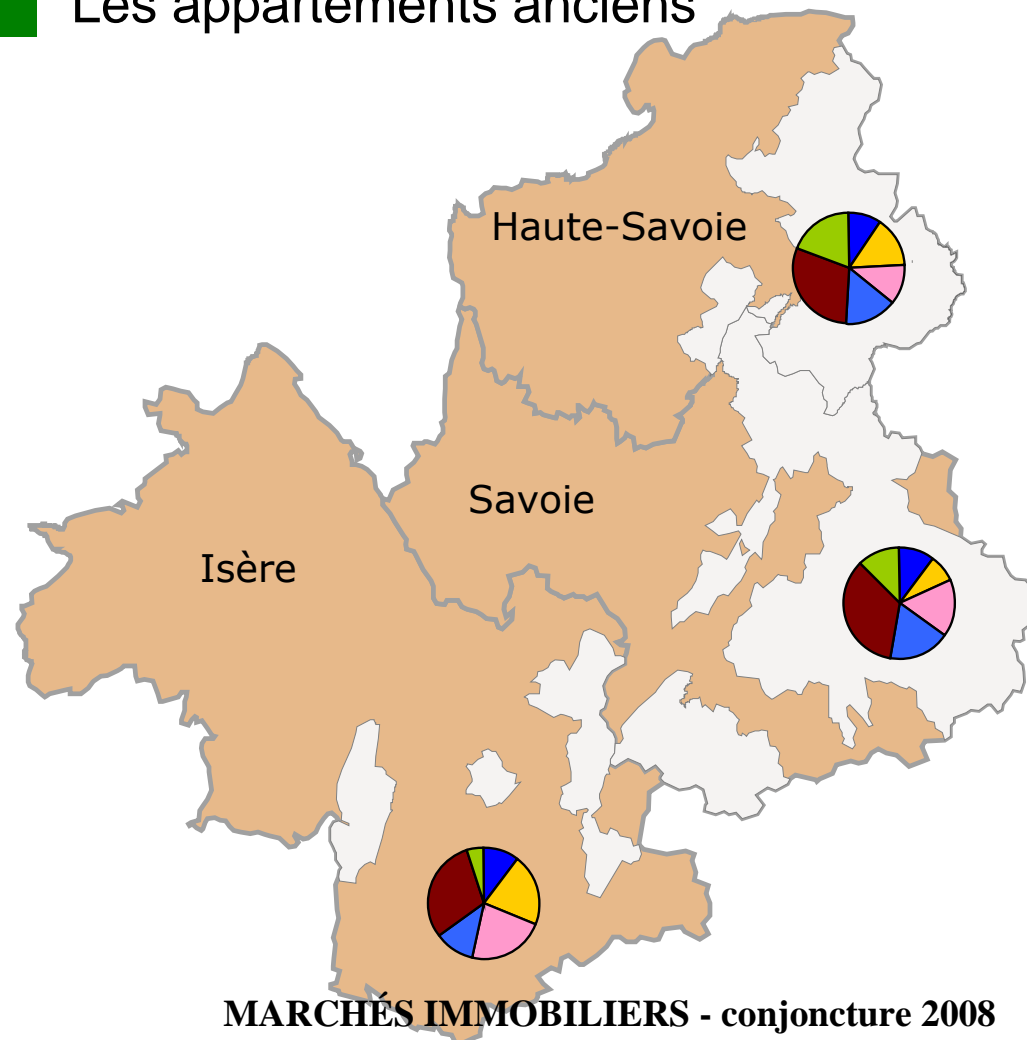 Les appartements anciens
Haute-Savoie
Savoie
Isère
MARCHÉS IMMOBILIERS - conjoncture 2008